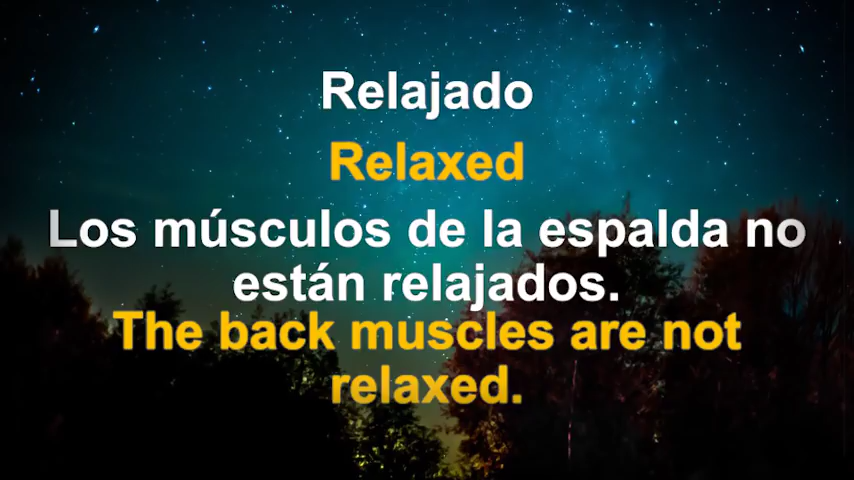 Relajado
Relaxed
Los músculos de la espalda no
están relajados.
The back muscles are not
relaxed.